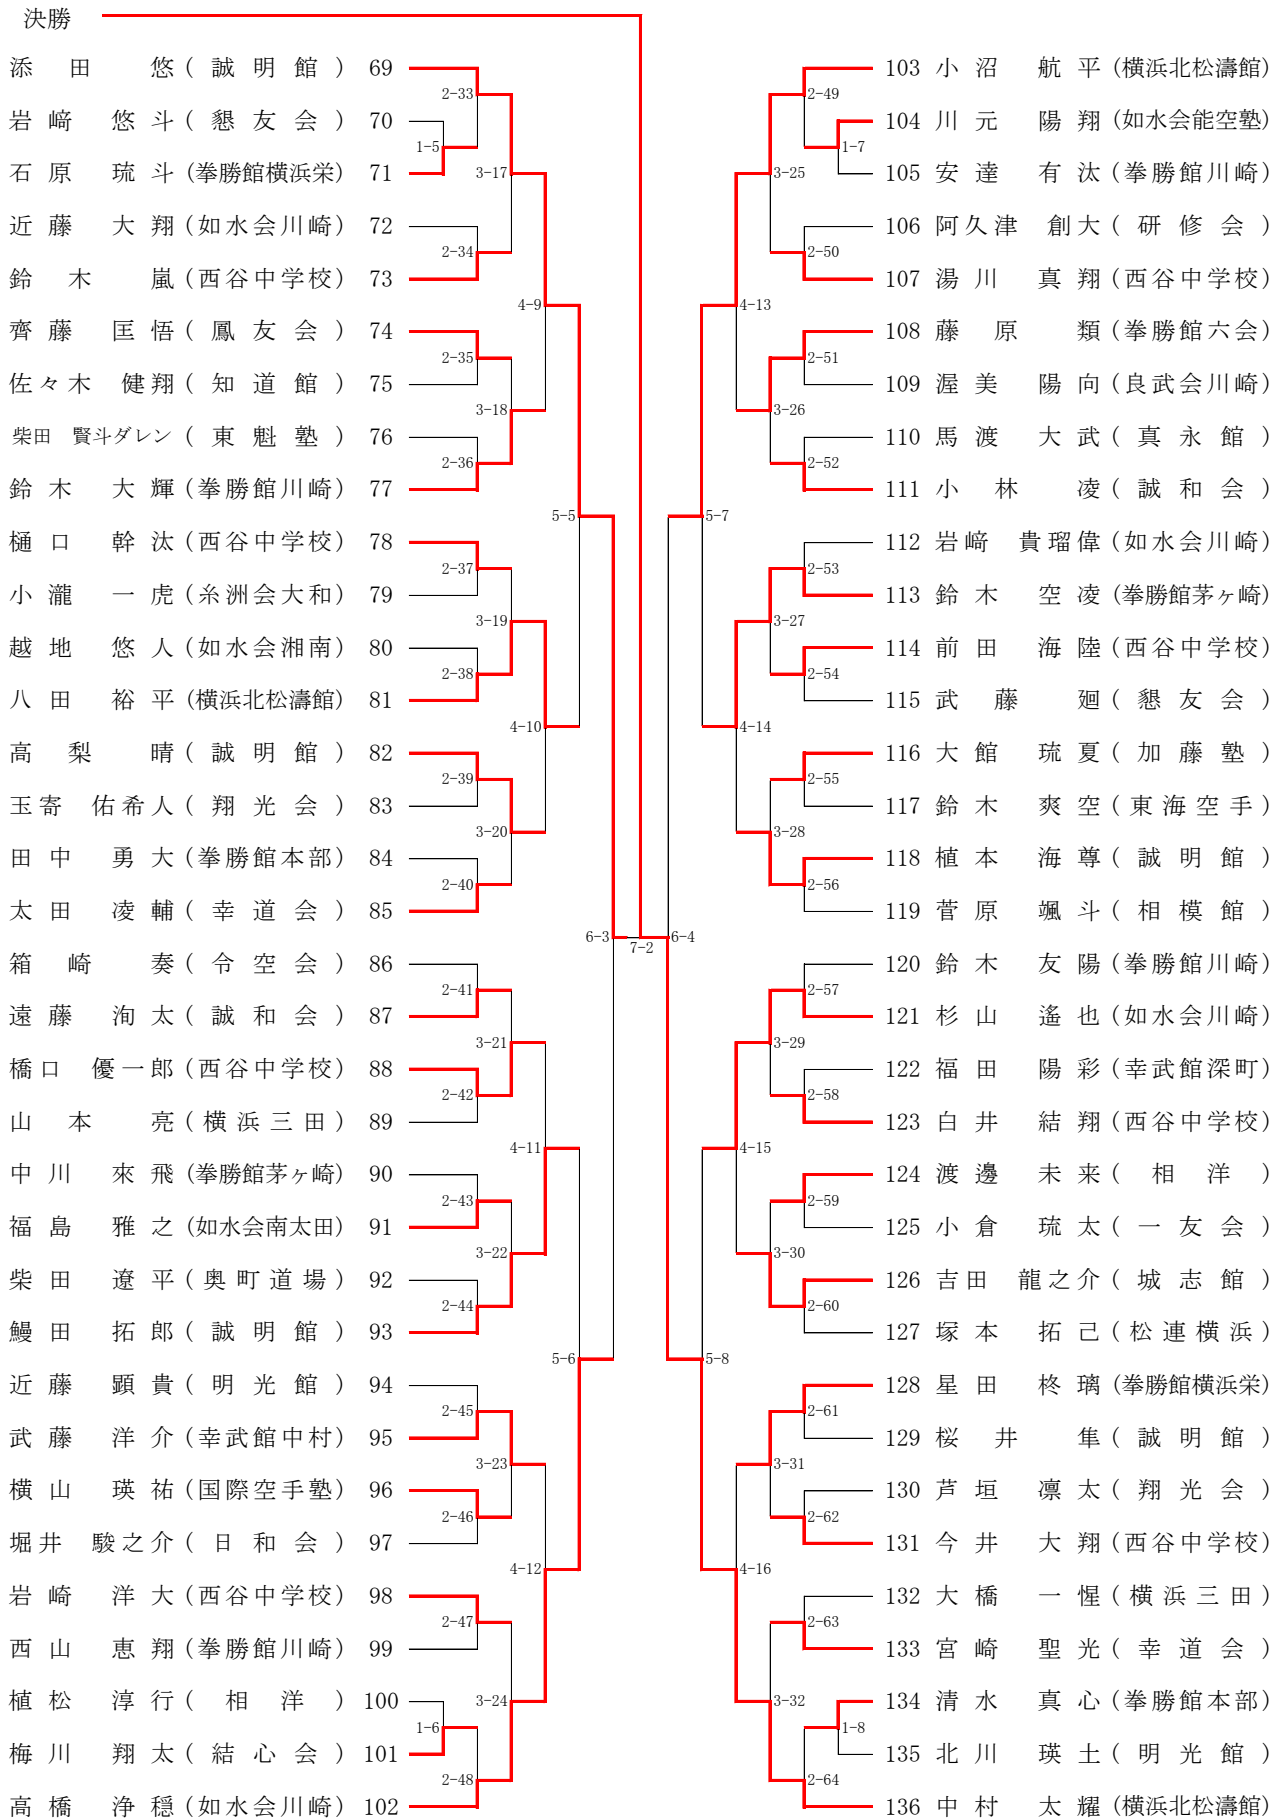 決勝
添田 悠 (誠明館) 69
岩﨑 悠斗 (懇友会) 70
石原 琉斗 (拳勝館横浜栄) 71
近藤 大翔 (如水会川崎) 72
鈴木 嵐 (西谷中学校) 73
齊藤 匡悟 (鳳友会) 74
佐々木 健翔 (知道館) 75
柴田 賢斗ダレン (東魁塾) 76
鈴木 大輝 (拳勝館川崎) 77
樋口 幹汰 (西谷中学校) 78
小瀧 一虎 (糸洲会大和) 79
越地 悠人 (如水会湘南) 80
八田 裕平 (横浜北松濤館) 81
高梨 晴 (誠明館) 82
玉寄 佑希人 (翔光会) 83
田中 勇大 (拳勝館本部) 84
太田 凌輔 (幸道会) 85
箱崎 奏 (令空会) 86
遠藤 洵太 (誠和会) 87
橋口 優一郎 (西谷中学校) 88
山本 亮 (横浜三田) 89
中川 來飛 (拳勝館茅ヶ崎) 90
福島 雅之 (如水会南太田) 91
柴田 遼平 (奥町道場) 92
鰻田 拓郎 (誠明館) 93
近藤 顕貴 (明光館) 94
武藤 洋介 (幸武館中村) 95
横山 瑛祐 (国際空手塾) 96
堀井 駿之介 (日和会) 97
岩崎 洋大 (西谷中学校) 98
西山 恵翔 (拳勝館川崎) 99
植松 淳行 (相洋) 100
梅川 翔太 (結心会) 101
高橋 浄穏 (如水会川崎) 102
2-33
1-5
3-17
2-34
4-9
2-35
3-18
2-36
5-5
2-37
3-19
2-38
4-10
2-39
3-20
2-40
6-3
7-2
6-4
2-41
3-21
2-42
4-11
2-43
3-22
2-44
5-6
2-45
3-23
2-46
4-12
2-47
3-24
1-6
2-48
2-49
1-7
3-25
2-50
4-13
2-51
3-26
2-52
5-7
2-53
3-27
2-54
4-14
2-55
3-28
2-56
2-57
3-29
2-58
4-15
2-59
3-30
2-60
5-8
2-61
3-31
2-62
4-16
2-63
3-32
1-8
2-64
103 小沼 航平 (横浜北松濤館)
104 川元 陽翔 (如水会能空塾)
105 安達 有汰 (拳勝館川崎)
106 阿久津 創大 (研修会)
107 湯川 真翔 (西谷中学校)
108 藤原 類 (拳勝館六会)
109 渥美 陽向 (良武会川崎)
110 馬渡 大武 (真永館)
111 小林 凌 (誠和会)
112 岩﨑 貴瑠偉 (如水会川崎)
113 鈴木 空凌 (拳勝館茅ヶ崎)
114 前田 海陸 (西谷中学校)
115 武藤 廻 (懇友会)
116 大館 琉夏 (加藤塾)
117 鈴木 爽空 (東海空手)
118 植本 海尊 (誠明館)
119 菅原 颯斗 (相模館)
120 鈴木 友陽 (拳勝館川崎)
121 杉山 遙也 (如水会川崎)
122 福田 陽彩 (幸武館深町)
123 白井 結翔 (西谷中学校)
124 渡邊 未来 (相洋)
125 小倉 琉太 (一友会)
126 吉田 龍之介 (城志館)
127 塚本 拓己 (松連横浜)
128 星田 柊璃 (拳勝館横浜栄)
129 桜井 隼 (誠明館)
130 芦垣 凛太 (翔光会)
131 今井 大翔 (西谷中学校)
132 大橋 一惺 (横浜三田)
133 宮崎 聖光 (幸道会)
134 清水 真心 (拳勝館本部)
135 北川 瑛土 (明光館)
136 中村 太耀 (横浜北松濤館)